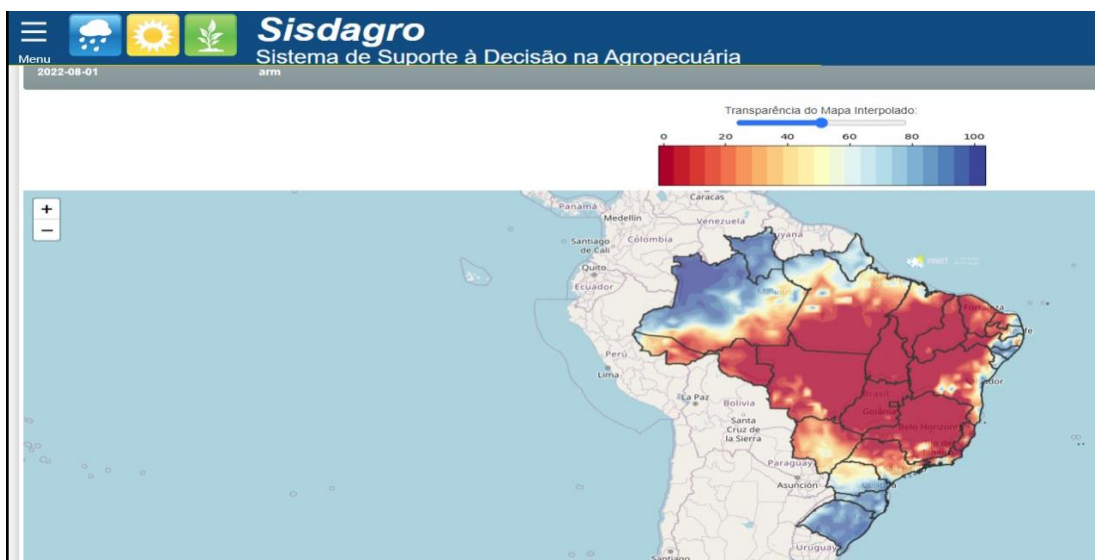 Sisdagro
Menu
Sistema de Suporte à Decisão na Agropecuária
2022-08-01 arm
Transparência do Mapa Interpolado:
0 20 40 60 80 100
+
−
Panamá
Caracas
Medellín
Venezuela
Santiago de Cali
Colombia
Quito
Ecuador
Perú
Lima
La Paz
Bolivia
Santa Cruz de la Sierra
Brasil
Goiânia
Belo Horizont
Paraguay
Asunción
Uruguay
Santiago